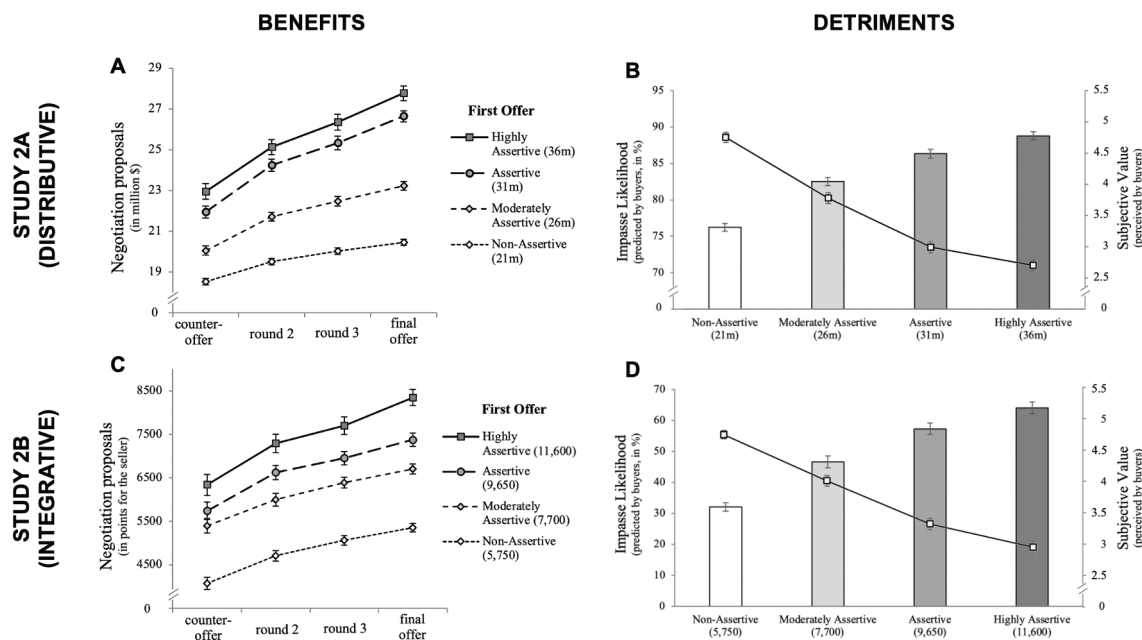 BENEFITS
DETRIMENTS
STUDY 2A
(DISTRIBUTIVE)
A
29
27
25
23
21
19
0
Negotiation proposals
(in million $)
counter-
offer
round 2
round 3
final
offer
First Offer
Highly
Assertive (36m)
Assertive
(31m)
Moderately
Assertive (26m)
Non-Assertive
(21m)
B
95
90
85
80
75
70
0
Impasse Likelihood
(predicted by buyers, in %)
5.5
5
4.5
4
3.5
3
2.5
0
Subjective Value
(perceived by buyers)
Non-Assertive
(21m)
Moderately Assertive
(26m)
Assertive
(31m)
Highly Assertive
(36m)
STUDY 2B
(INTEGRATIVE)
C
8500
7500
6500
5500
4500
0
Negotiation proposals
(in points for the seller)
counter-
offer
round 2
round 3
final
offer
First Offer
Highly
Assertive (11,600)
Assertive
(9,650)
Moderately
Assertive (7,700)
Non-Assertive
(5,750)
D
70
60
50
40
30
20
10
0
Impasse Likelihood
(predicted by buyers, in %)
5.5
5
4.5
4
3.5
3
2.5
0
Subjective Value
(perceived by buyers)
Non-Assertive
(5,750)
Moderately Assertive
(7,700)
Assertive
(9,650)
Highly Assertive
(11,600)